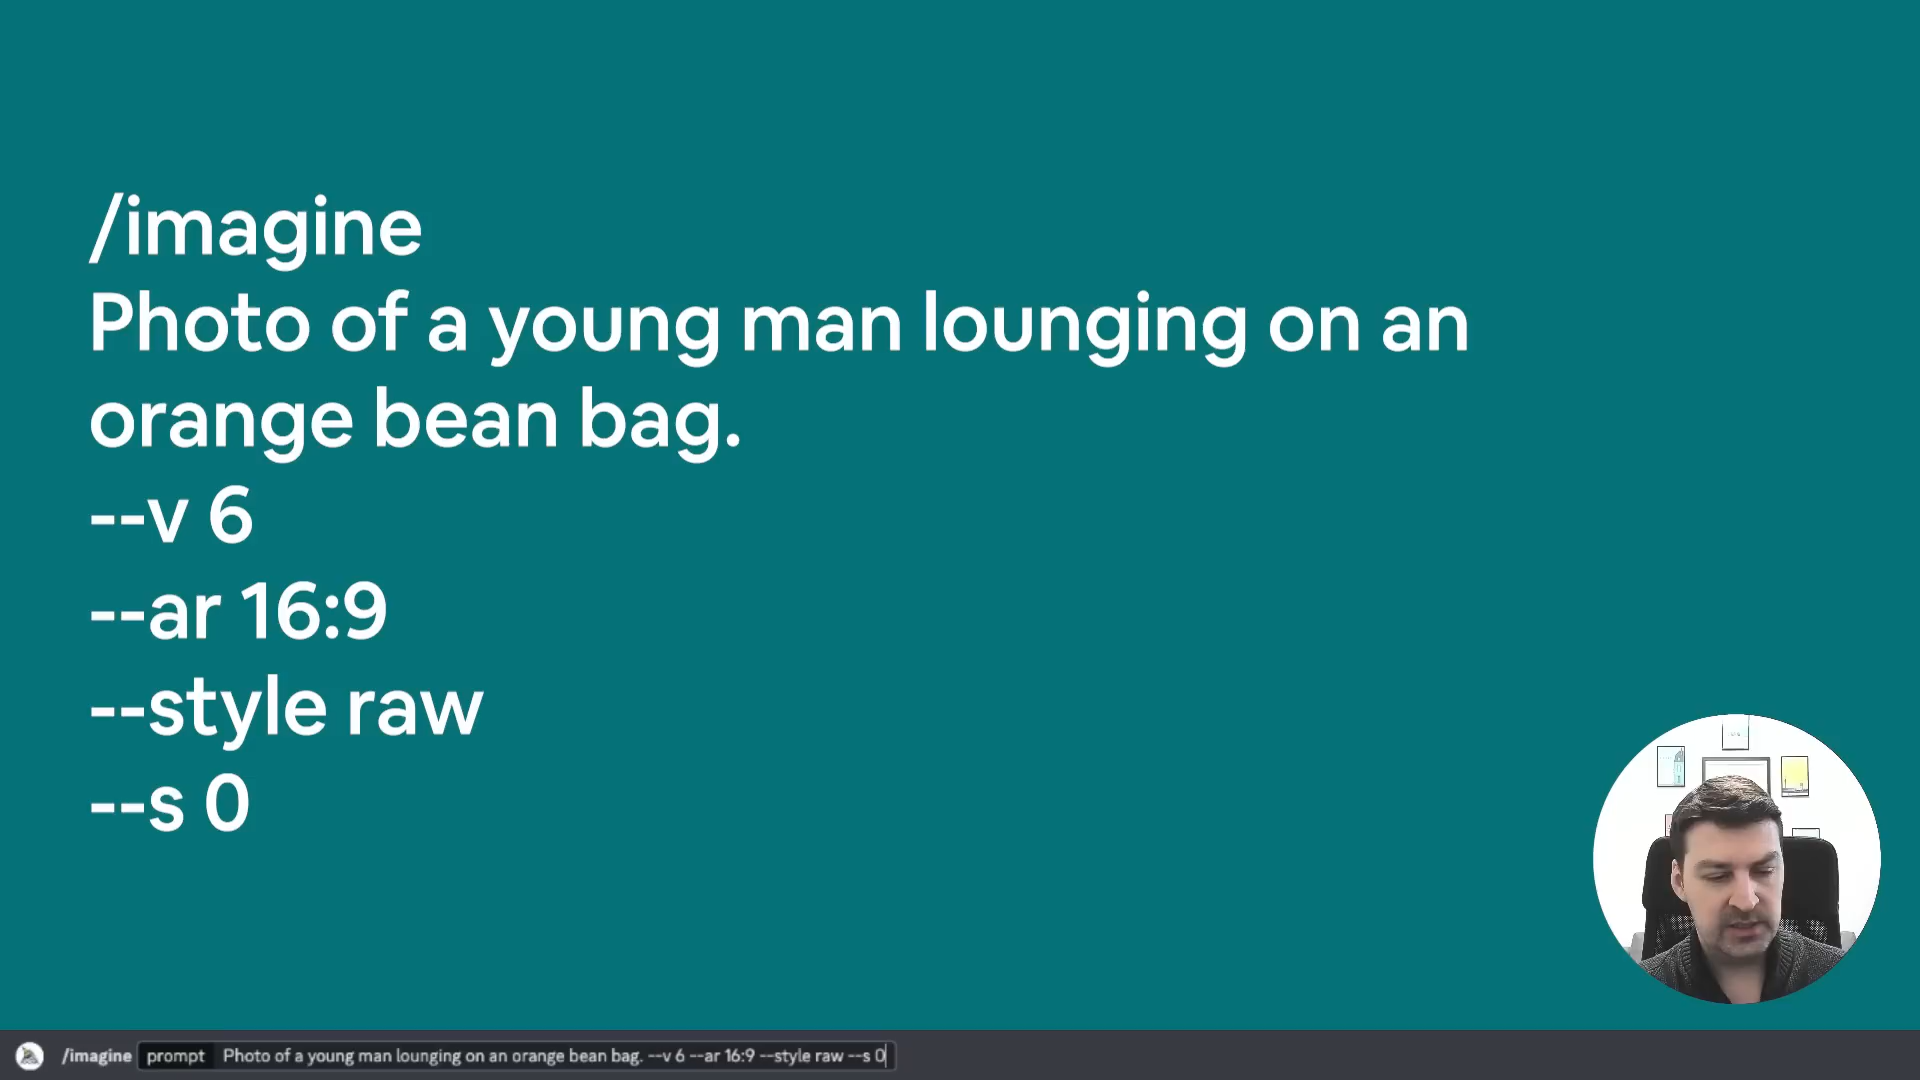 /imagine
Photo of a young man lounging on an
orange bean bag.
--v 6
--ar 16:9
--style raw
--s 0
/imagine prompt Photo of a young man lounging on an orange bean bag. --v 6 --ar 16:9 --style raw --s 0